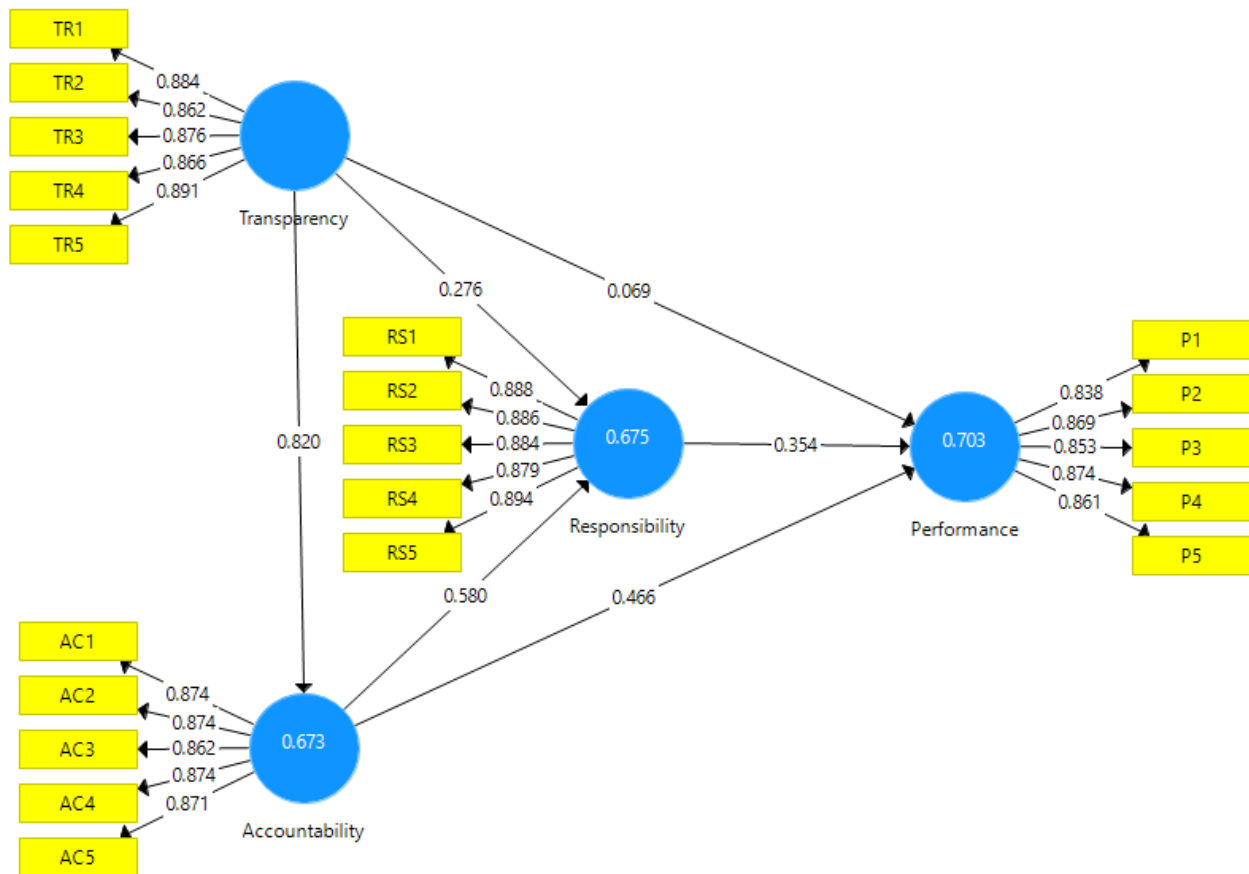 TR1
0.884
TR2
0.862
TR3
0.876
TR4
0.866
TR5
0.891
Transparency
0.276
0.069
0.820
RS1
0.888
RS2
0.886
RS3
0.884
RS4
0.879
RS5
0.894
0.675
Responsibility
0.354
0.703
Performance
P1
0.838
P2
0.869
P3
0.853
P4
0.874
P5
0.861
0.580
0.466
AC1
0.874
AC2
0.874
AC3
0.862
AC4
0.874
AC5
0.871
0.673
Accountability